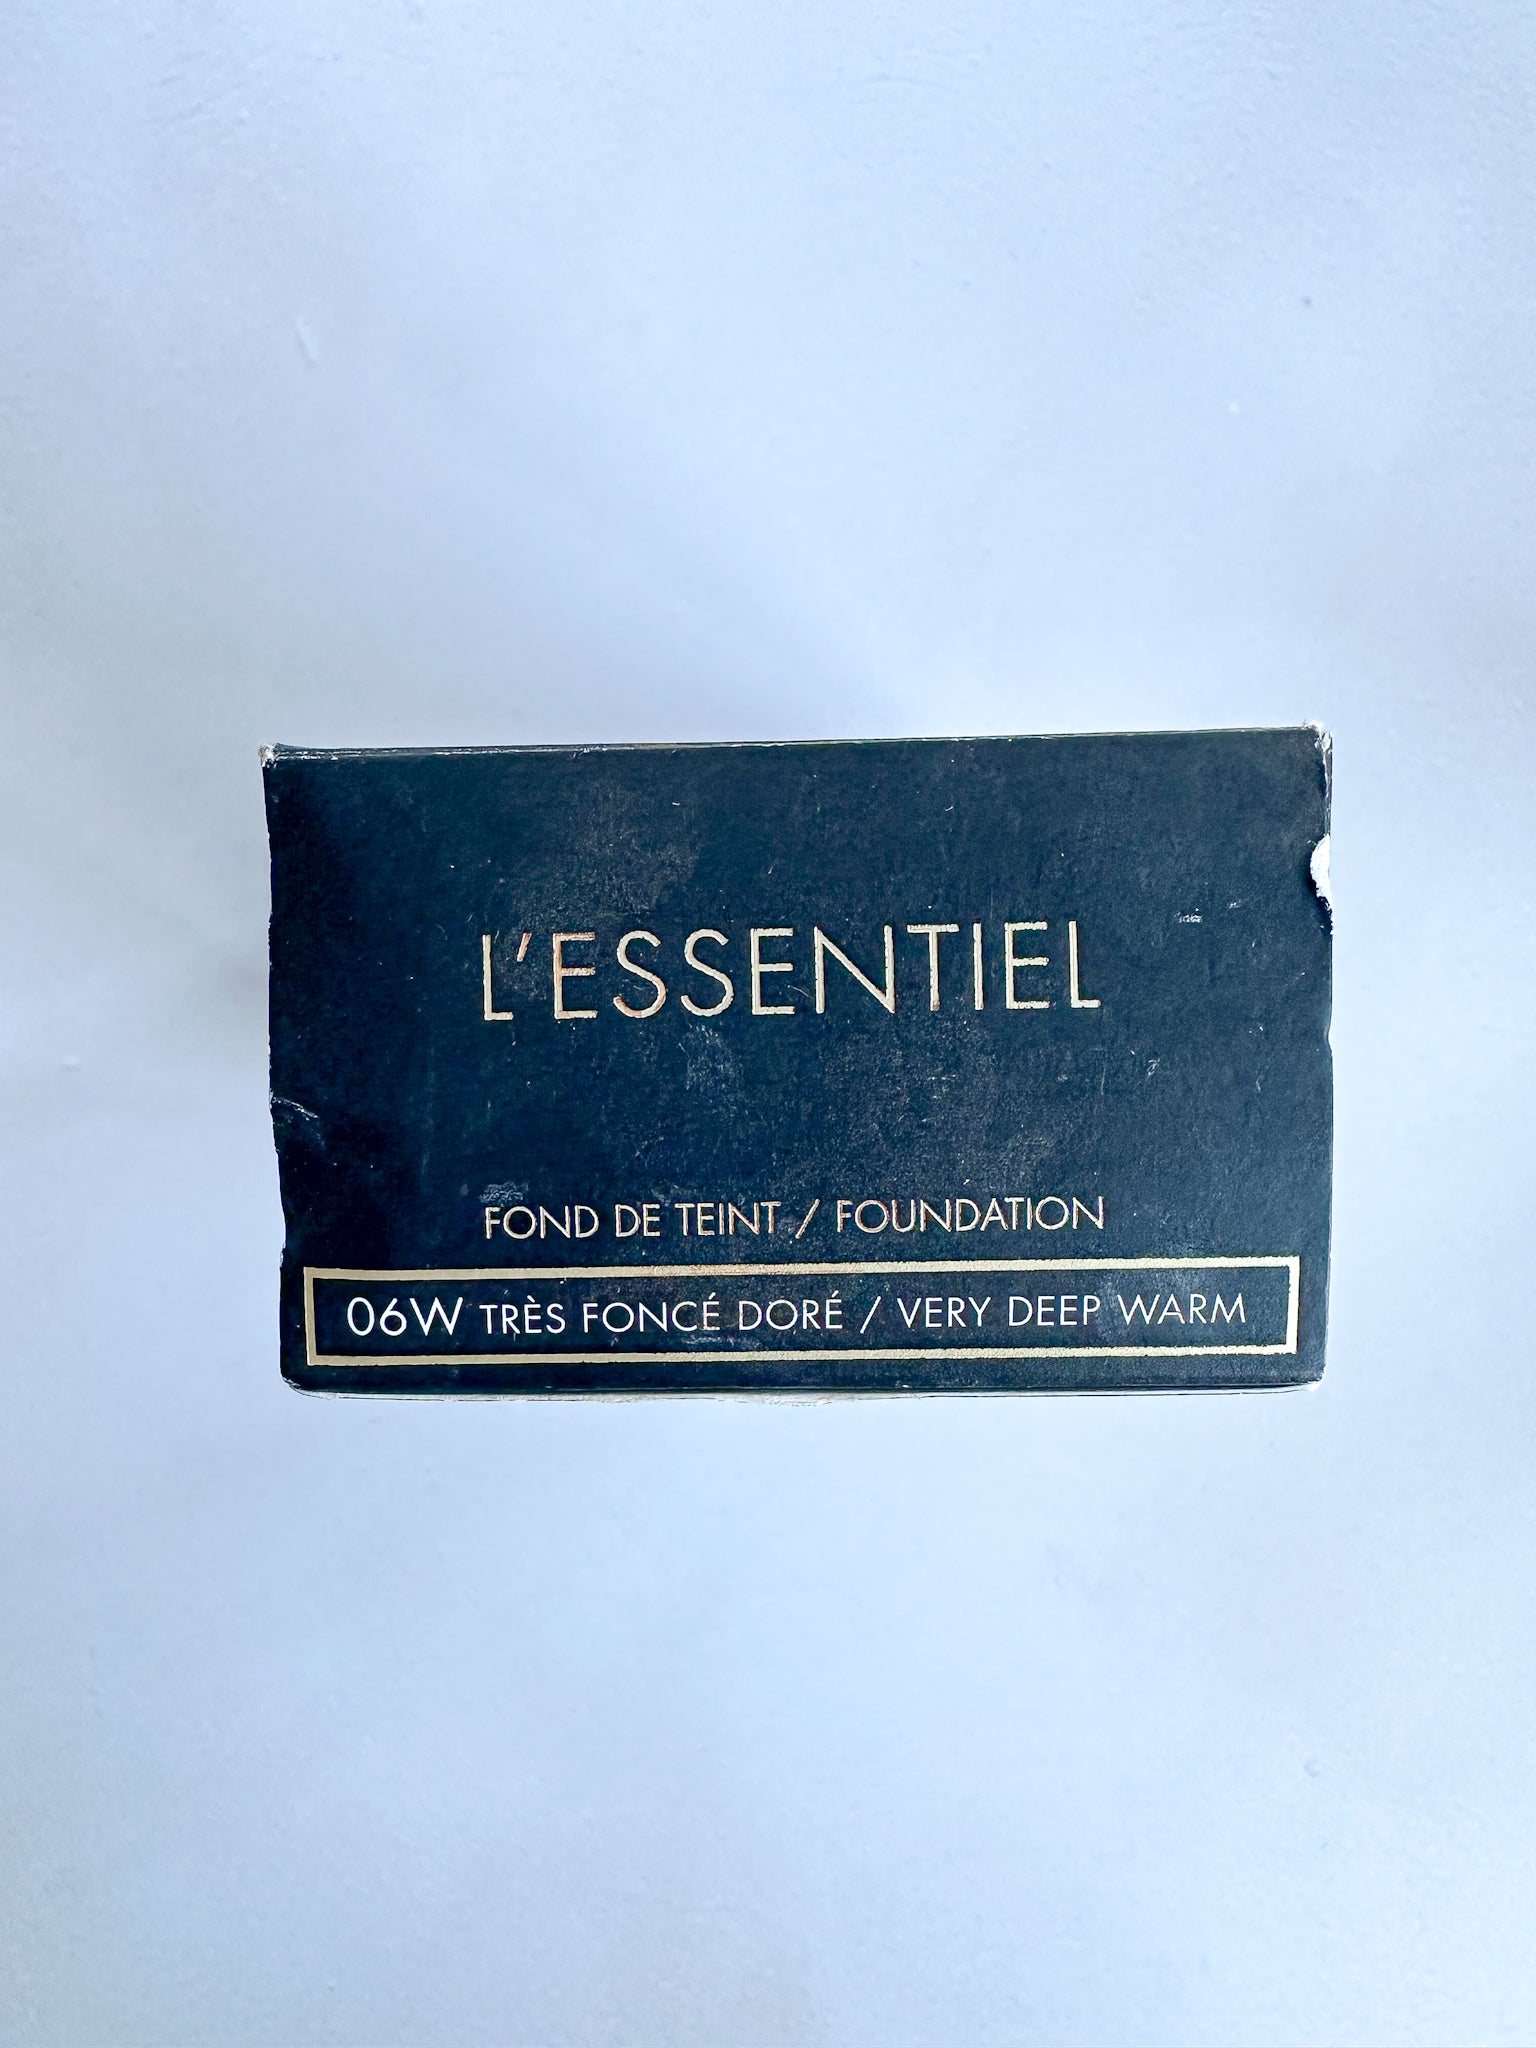 L'ESSENTIEL
FOND DE TEINT / FOUNDATION
06W TRÈS FONCÉ DORÉ / VERY DEEP WARM